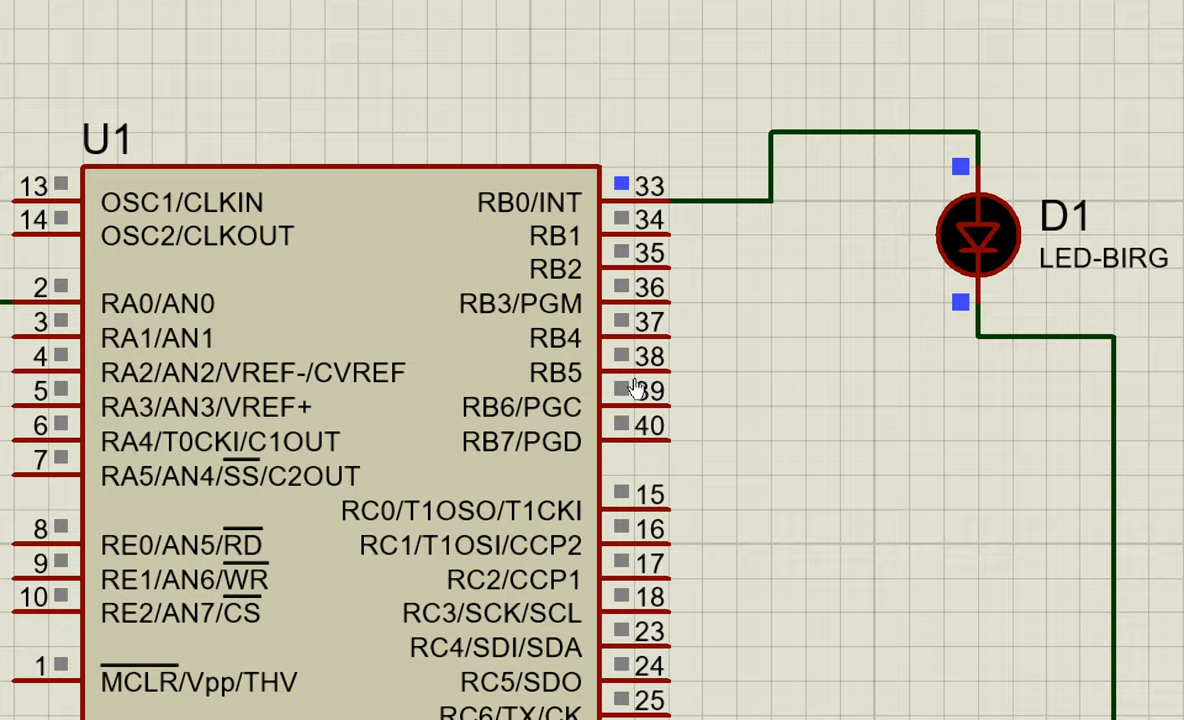 U1
13 OSC1/CLKIN RB0/INT 33
14 OSC2/CLKOUT RB1 34
RB2 35
2 RA0/AN0 RB3/PGM 36
3 RA1/AN1 RB4 37
4 RA2/AN2/VREF-/CVREF RB5 38
5 RA3/AN3/VREF+ RB6/PGC 39
6 RA4/T0CKI/C1OUT RB7/PGD 40
7 RA5/AN4/SS/C2OUT
RC0/T1OSO/T1CKI 15
8 RE0/AN5/RD RC1/T1OSI/CCP2 16
9 RE1/AN6/WR RC2/CCP1 17
10 RE2/AN7/CS RC3/SCK/SCL 18
RC4/SDI/SDA 23
1 MCLR/Vpp/THV RC5/SDO 24
RC6/TX/CK 25
D1
LED-BIRG